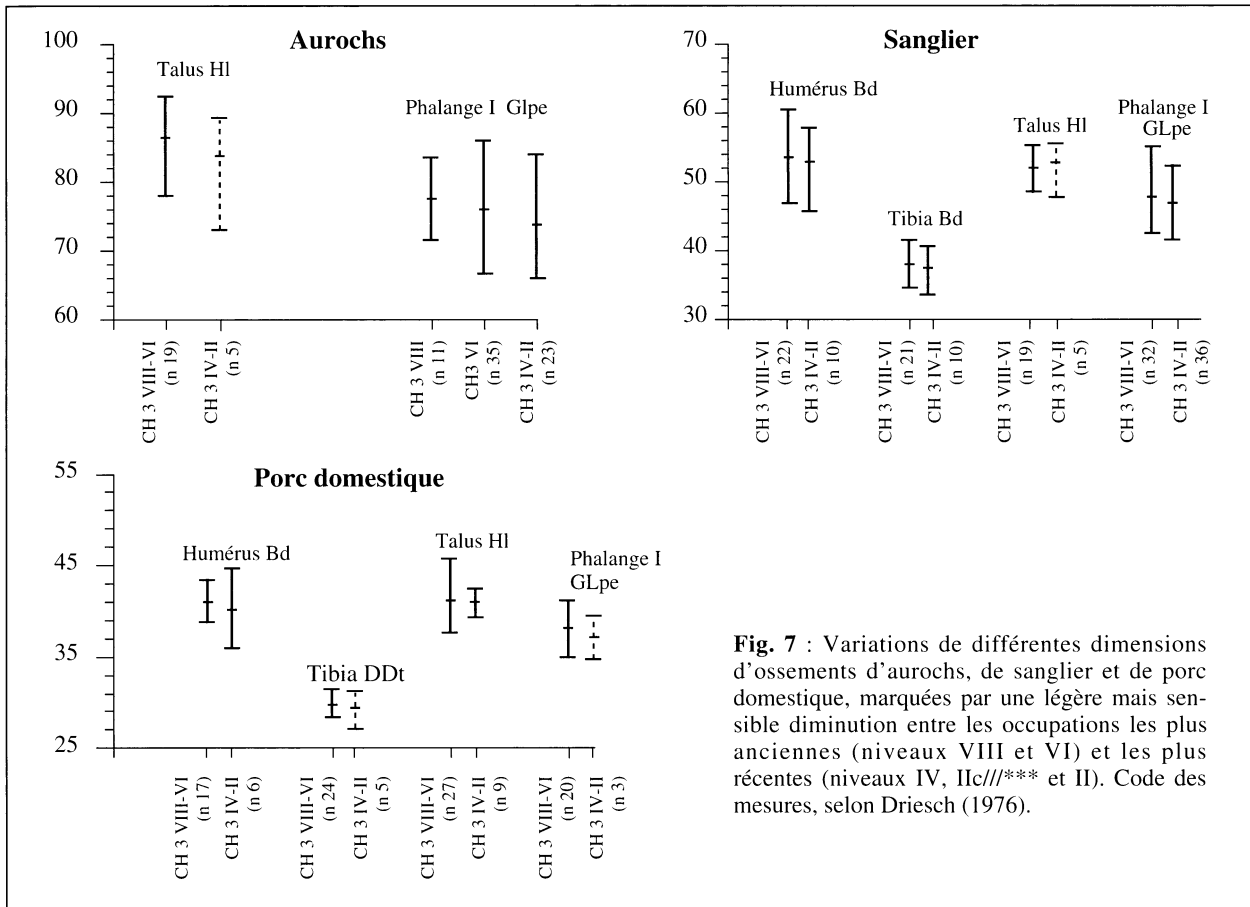 Aurochs
100
90
80
70
60
Talus Hl
Phalange I Glpe
CH 3 VIII-VI
(n 19)
CH 3 IV-II
(n 5)
CH 3 VIII
(n 11)
CH3 VI
(n 35)
CH 3 IV-II
(n 23)
Sanglier
70
60
50
40
30
Humérus Bd
Tibia Bd
Talus Hl
Phalange I
GLpe
CH 3 VIII-VI
(n 22)
CH 3 IV-II
(n 10)
CH 3 VIII-VI
(n 21)
CH 3 IV-II
(n 10)
CH 3 VIII-VI
(n 19)
CH 3 IV-II
(n 5)
CH 3 VIII-VI
(n 32)
CH 3 IV-II
(n 36)
Porc domestique
55
45
35
25
Humérus Bd
Tibia DDt
Talus Hl
Phalange I
GLpe
CH 3 VIII-VI
(n 17)
CH 3 IV-II
(n 6)
CH 3 VIII-VI
(n 24)
CH 3 IV-II
(n 5)
CH 3 VIII-VI
(n 27)
CH 3 IV-II
(n 9)
CH 3 VIII-VI
(n 20)
CH 3 IV-II
(n 3)
Fig. 7 : Variations de différentes dimensions
d'ossements d'aurochs, de sanglier et de porc
domestique, marquées par une légère mais sen-
sible diminution entre les occupations les plus
anciennes (niveaux VIII et VI) et les plus
récentes (niveaux IV, IIc///*** et II). Code des
mesures, selon Driesch (1976).